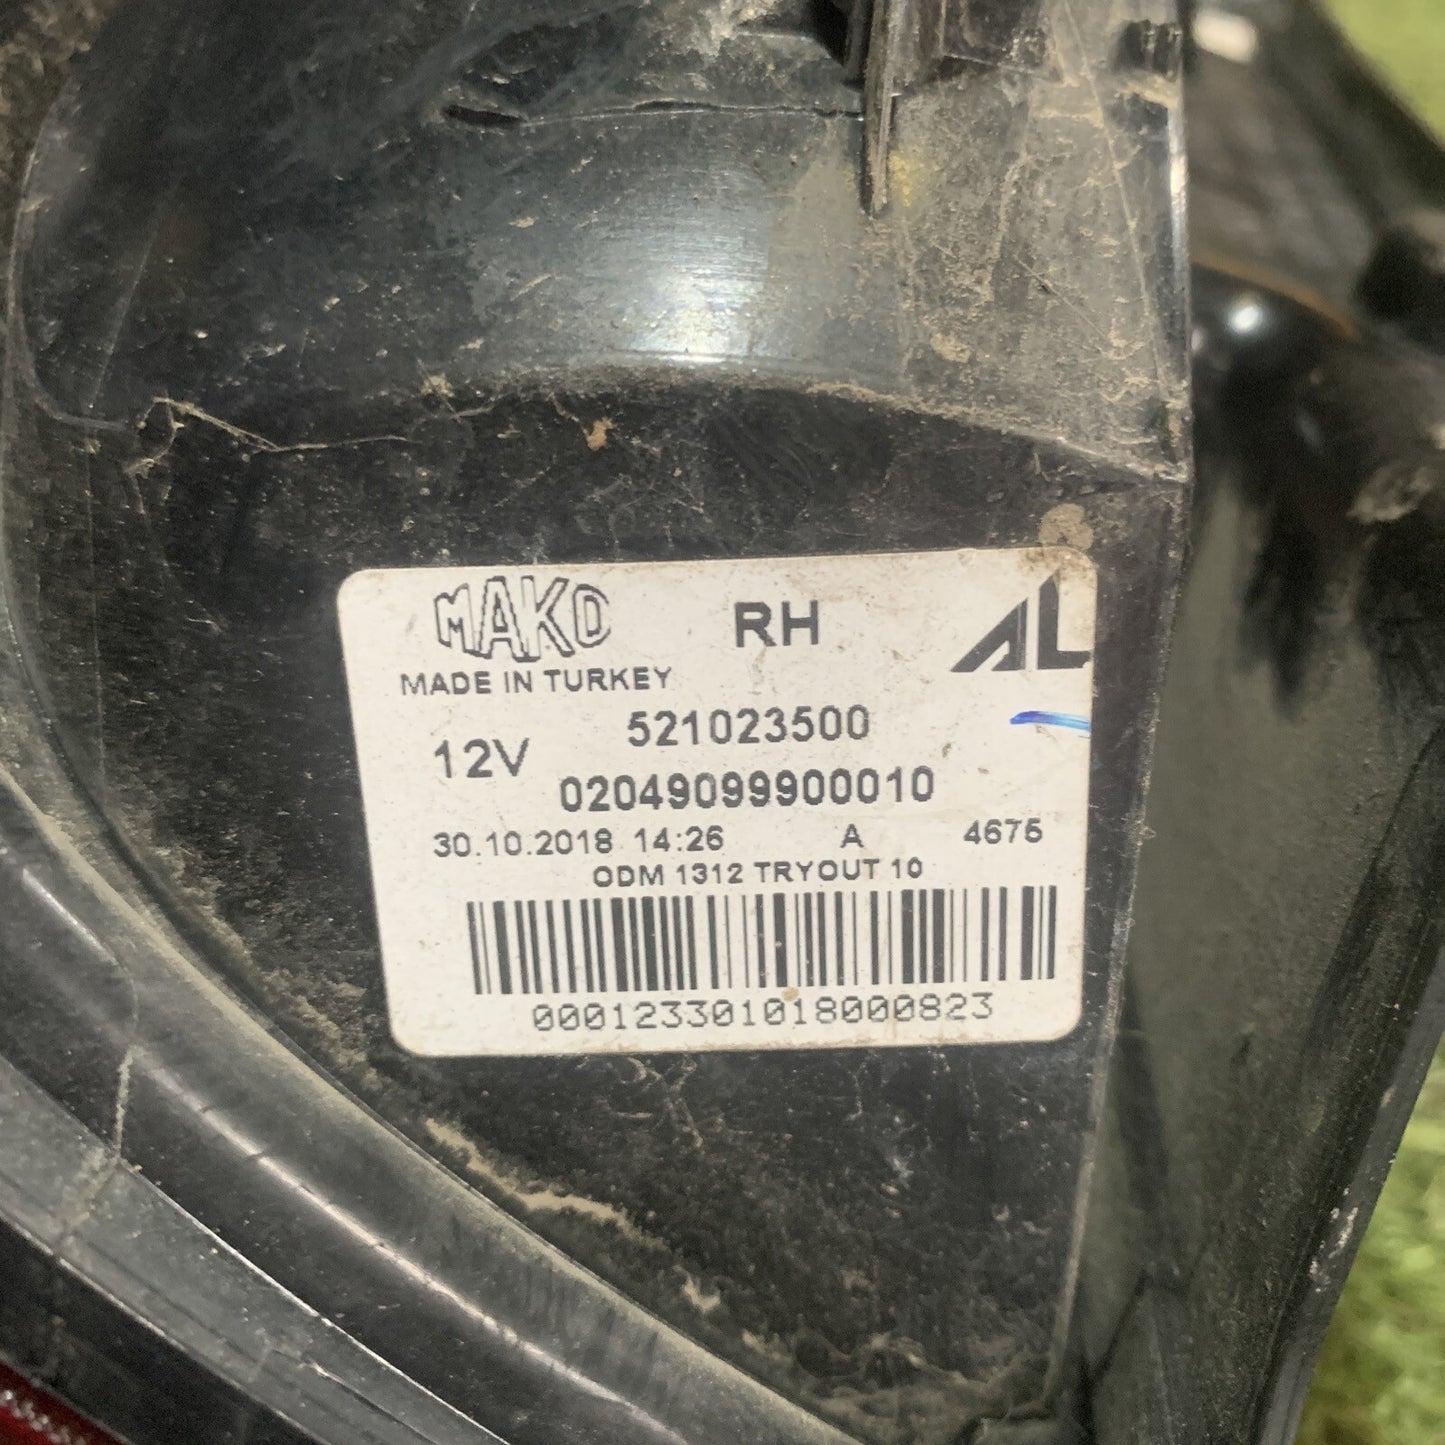 MAKO RH AL
MADE IN TURKEY
521023500
12V
02049099900010
30.10.2018 14:26 A 4675
ODM 1312 TRYOUT 10
000123301018000823